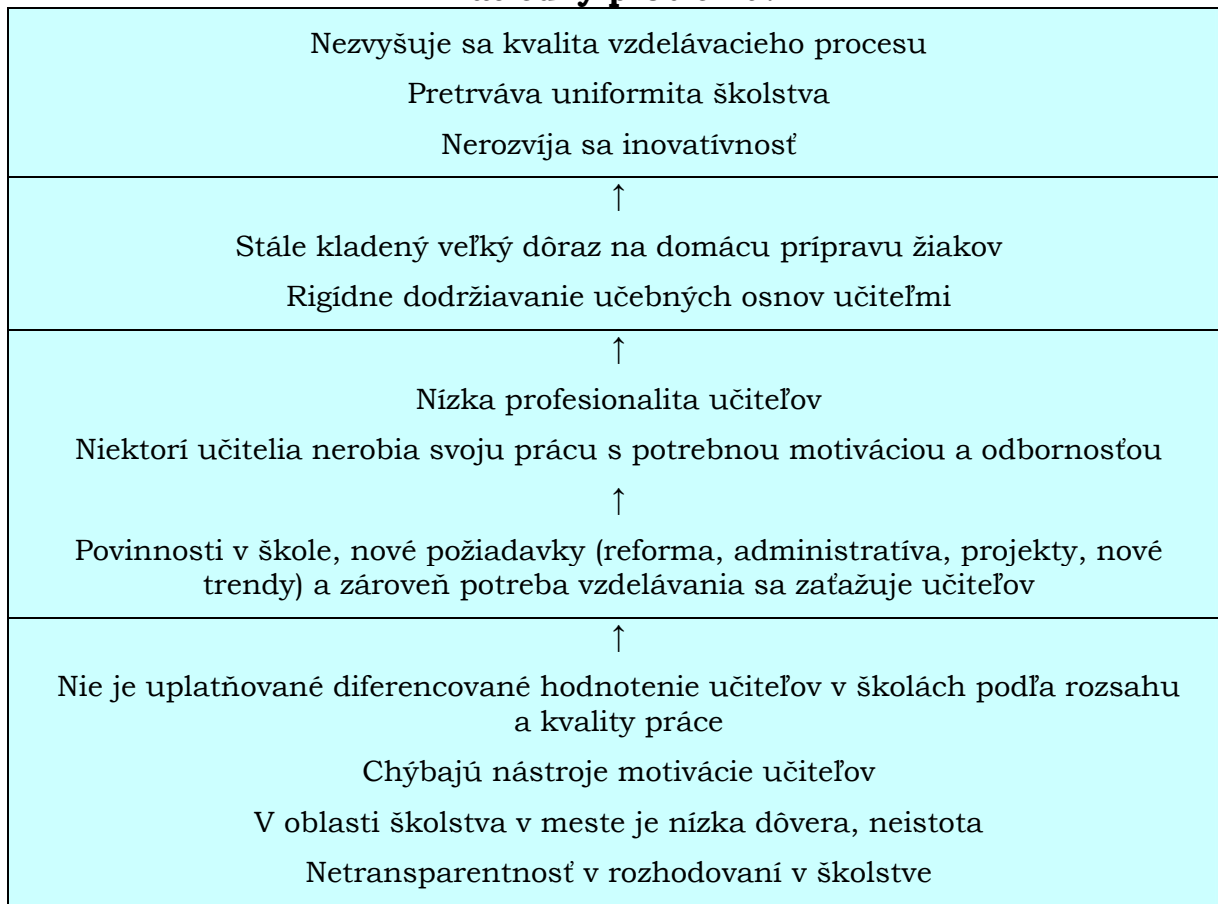 Nezvyšuje sa kvalita vzdelávacieho procesu
Pretrváva uniformita školstva
Nerozvíja sa inovatívnosť
↑
Stále kladený veľký dôraz na domácu prípravu žiakov
Rigídne dodržiavanie učebných osnov učiteľmi
↑
Nízka profesionalita učiteľov
Niektorí učitelia nerobia svoju prácu s potrebnou motiváciou a odbornosťou
↑
Povinnosti v škole, nové požiadavky (reforma, administratíva, projekty, nové
trendy) a zároveň potreba vzdelávania sa zaťažuje učiteľov
↑
Nie je uplatňované diferencované hodnotenie učiteľov v školách podľa rozsahu
a kvality práce
Chýbajú nástroje motivácie učiteľov
V oblasti školstva v meste je nízka dôvera, neistota
Netransparentnosť v rozhodovaní v školstve